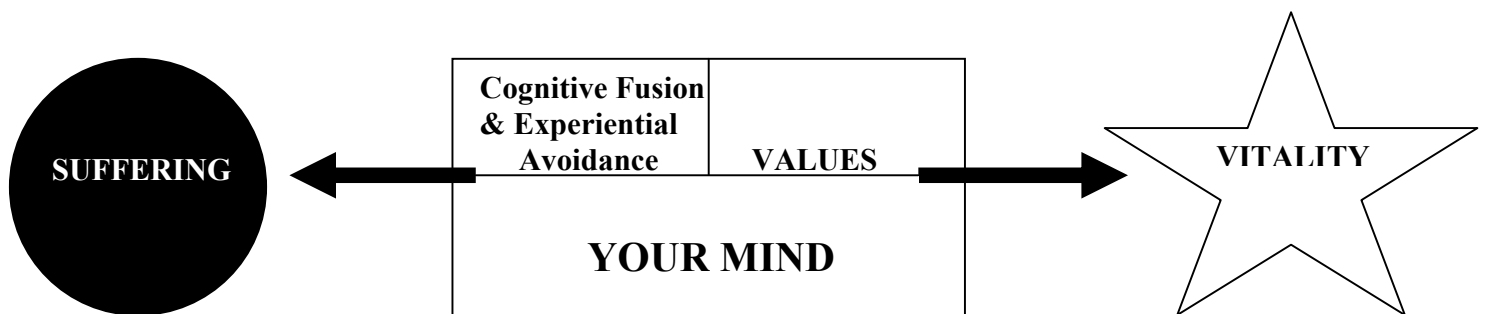 SUFFERING
Cognitive Fusion
& Experiential
Avoidance
VALUES
VITALITY
YOUR MIND